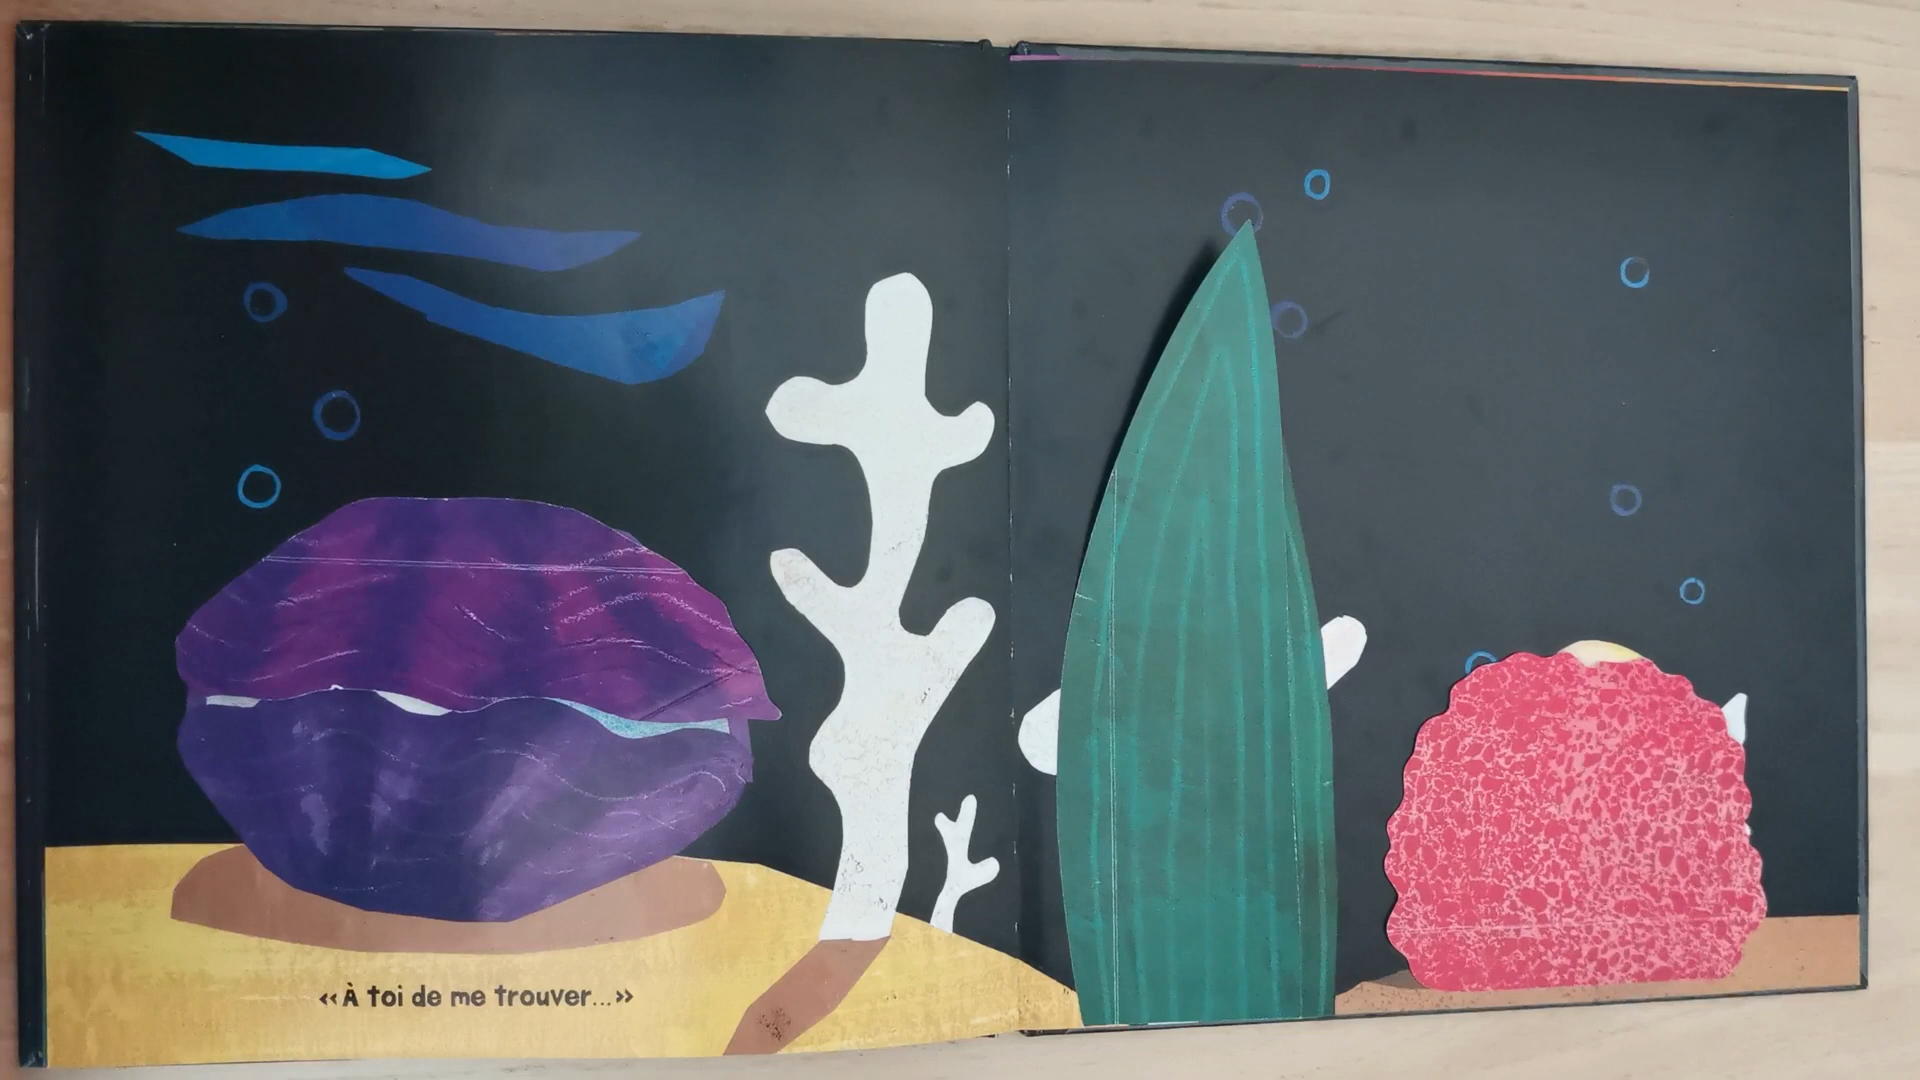 ‹‹ À toi de me trouver...››